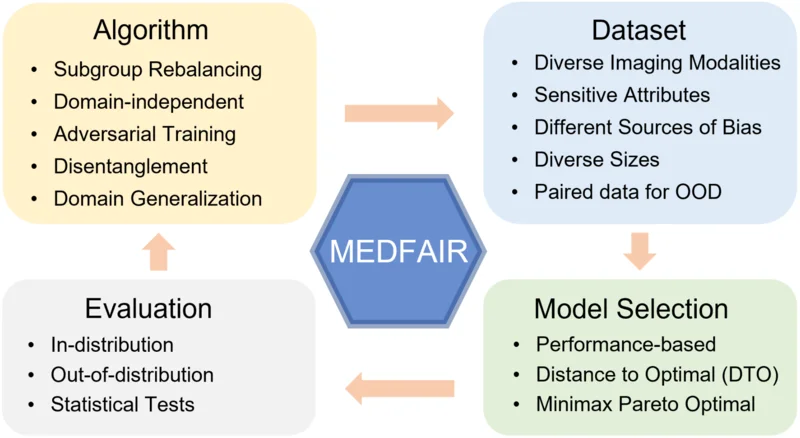 Algorithm
• Subgroup Rebalancing
• Domain-independent
• Adversarial Training
• Disentanglement
• Domain Generalization
Dataset
• Diverse Imaging Modalities
• Sensitive Attributes
• Different Sources of Bias
• Diverse Sizes
• Paired data for OOD
MEDFAIR
Evaluation
• In-distribution
• Out-of-distribution
• Statistical Tests
Model Selection
• Performance-based
• Distance to Optimal (DTO)
• Minimax Pareto Optimal